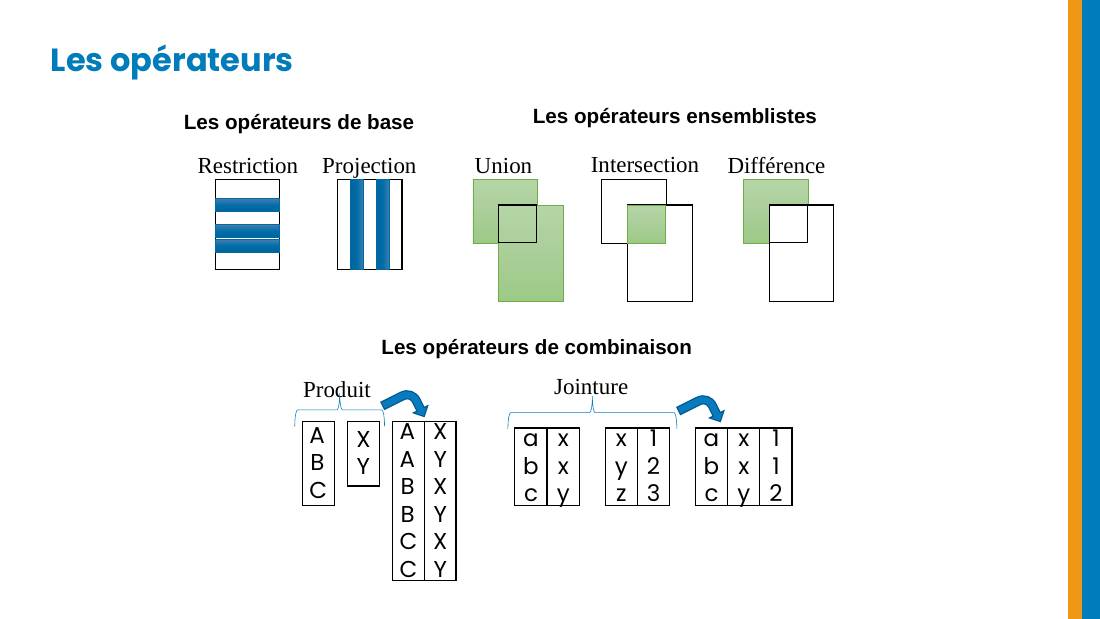 Les opérateurs
Les opérateurs de base
Les opérateurs ensemblistes
Restriction
Projection
Union
Intersection
Différence
Les opérateurs de combinaison
Produit
Jointure
A
B
C
X
Y
A X
A Y
B X
B Y
C X
C Y
a x
b x
c y
x 1
y 2
z 3
a x 1
b x 1
c y 2